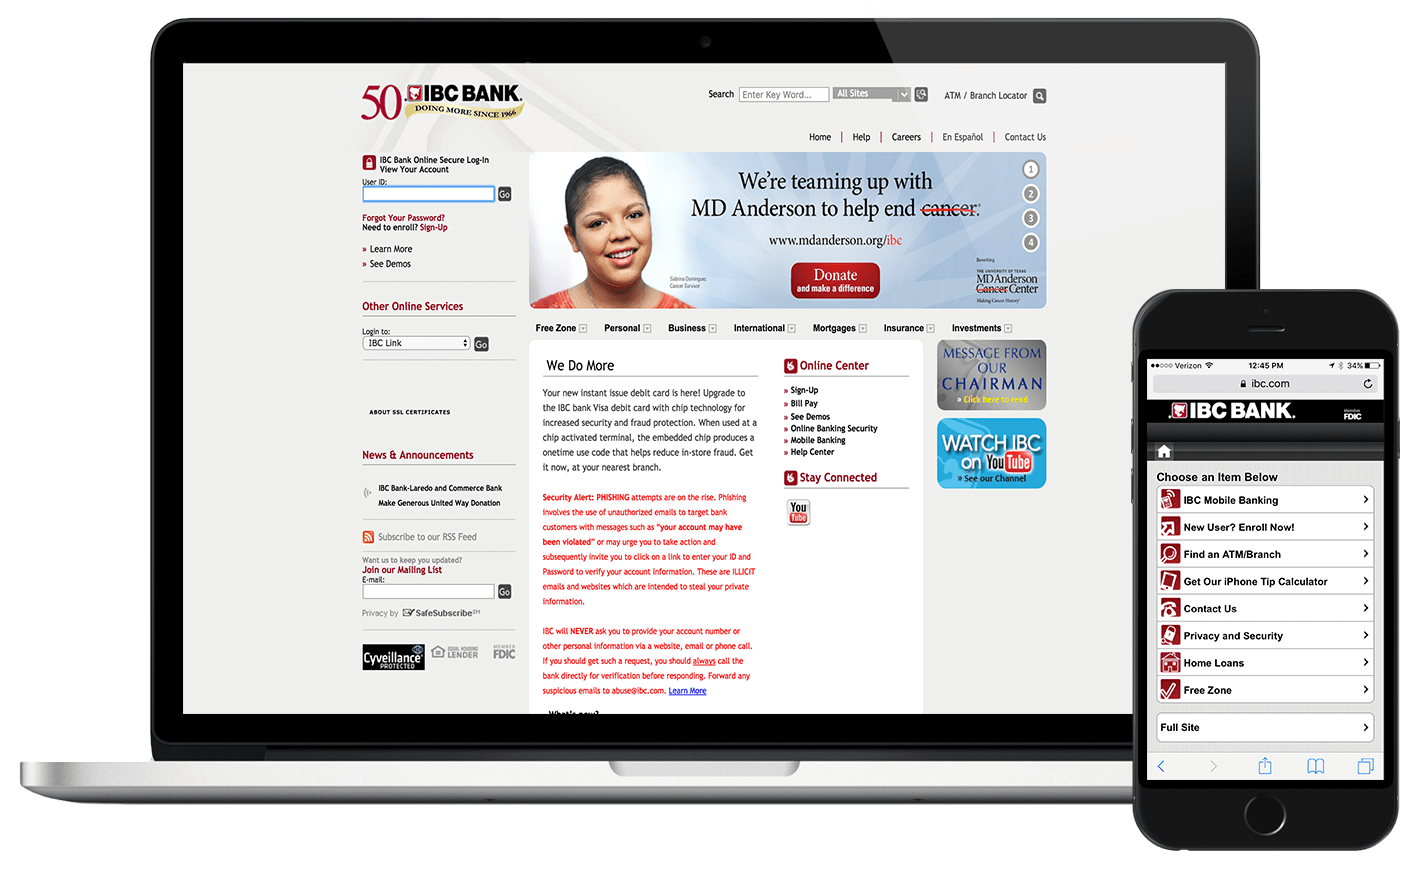 50
IBC BANK.
DOING MORE SINCE 1966
Search
Enter Key Word...
All Sites
ATM / Branch Locator
Home
Help
Careers
En Español
Contact Us
IBC Bank Online Secure Log-In
View Your Account
User ID:
Go
Forgot Your Password?
Need to enroll? Sign-Up
» Learn More
» See Demos
Other Online Services
Login to:
IBC Link
Go
ABOUT SSL CERTIFICATES
News & Announcements
IBC Bank-Laredo and Commerce Bank
Make Generous United Way Donation
Subscribe to our RSS Feed
Want us to keep you updated?
Join our Mailing List
E-mail:
Go
Privacy by SafeSubscribe℠
Cyveillance
PROTECTED
EQUAL HOUSING
LENDER
MEMBER
FDIC
We're teaming up with
MD Anderson to help end cancer.®
www.mdanderson.org/ibc
Donate
and make a difference
Sabrina Dominguez
Cancer Survivor
1
2
3
4
Benefiting
THE UNIVERSITY OF TEXAS
MD Anderson
Cancer Center
Making Cancer History®
Free Zone
Personal
Business
International
Mortgages
Insurance
Investments
We Do More
Your new instant issue debit card is here! Upgrade to
the IBC bank Visa debit card with chip technology for
increased security and fraud protection. When used at a
chip activated terminal, the embedded chip produces a
onetime use code that helps reduce in-store fraud. Get
it now, at your nearest branch.
Security Alert: PHISHING attempts are on the rise. Phishing
involves the use of unauthorized emails to target bank
customers with messages such as "your account may have
been violated" or may urge you to take action and
subsequently invite you to click on a link to enter your ID and
Password to verify your account information. These are ILLICIT
emails and websites which are intended to steal your private
information.
IBC will NEVER ask you to provide your account number or
other personal information via a website, email or phone call.
If you should get such a request, you should always call the
bank directly for verification before responding. Forward any
suspicious emails to abuse@ibc.com. Learn More
What's new?
Online Center
» Sign-Up
» Bill Pay
» See Demos
» Online Banking Security
» Mobile Banking
» Help Center
Stay Connected
You
Tube
MESSAGE FROM
OUR
CHAIRMAN
» Click here to read
WATCH IBC
on YouTube
» See our Channel
Verizon
12:45 PM
34%
ibc.com
IBC BANK.
Member
FDIC
Choose an Item Below
IBC Mobile Banking
New User? Enroll Now!
Find an ATM/Branch
Get Our iPhone Tip Calculator
Contact Us
Privacy and Security
Home Loans
Free Zone
Full Site